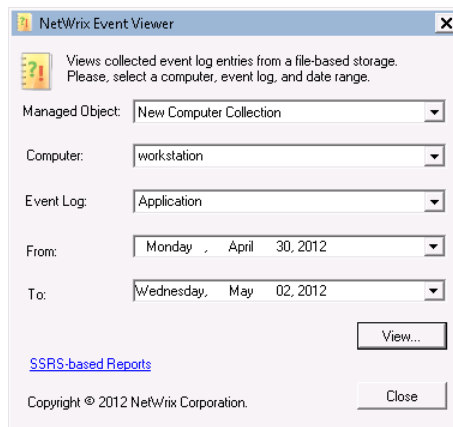 NetWrix Event Viewer
Views collected event log entries from a file-based storage.
Please, select a computer, event log, and date range.
Managed Object: New Computer Collection
Computer: workstation
Event Log: Application
From: Monday , April 30, 2012
To: Wednesday, May 02, 2012
View...
SSRS-based Reports
Copyright © 2012 NetWrix Corporation.
Close